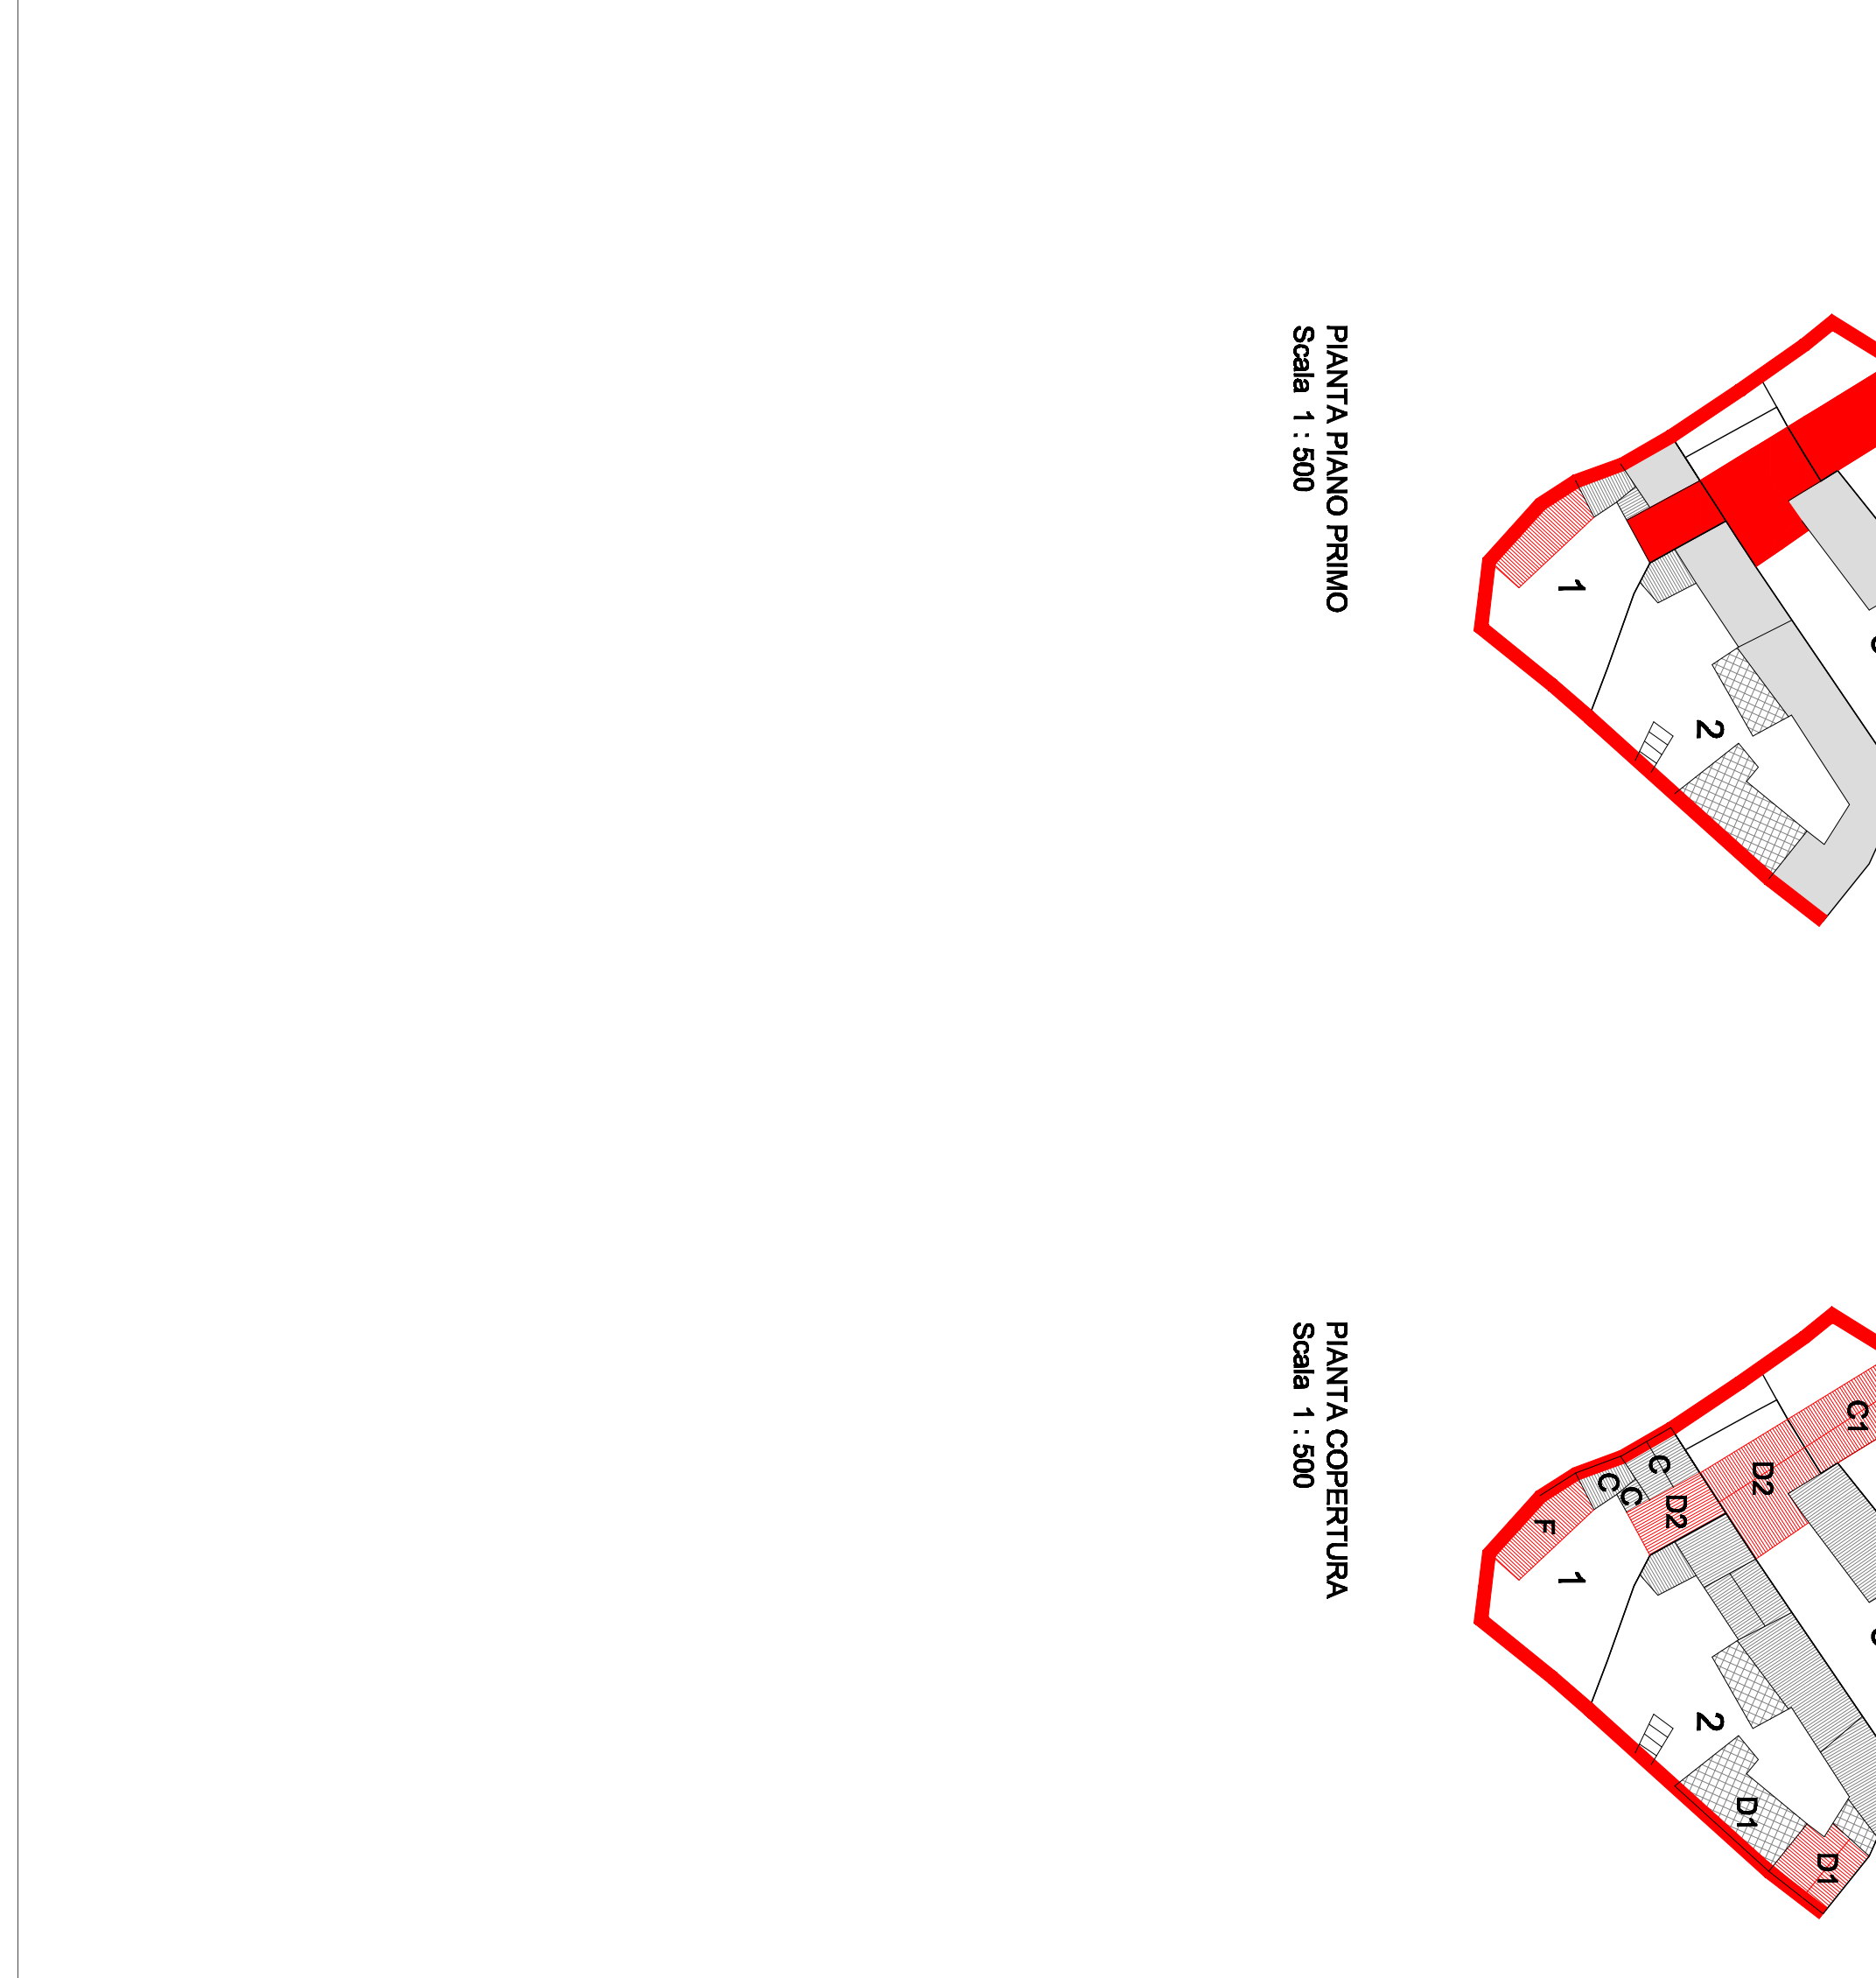 PIANTA PIANO PRIMO
Scala 1 : 500
1
2
PIANTA COPERTURA
Scala 1 : 500
C1
D2
C
C
C
D2
F
1
2
D1
D1